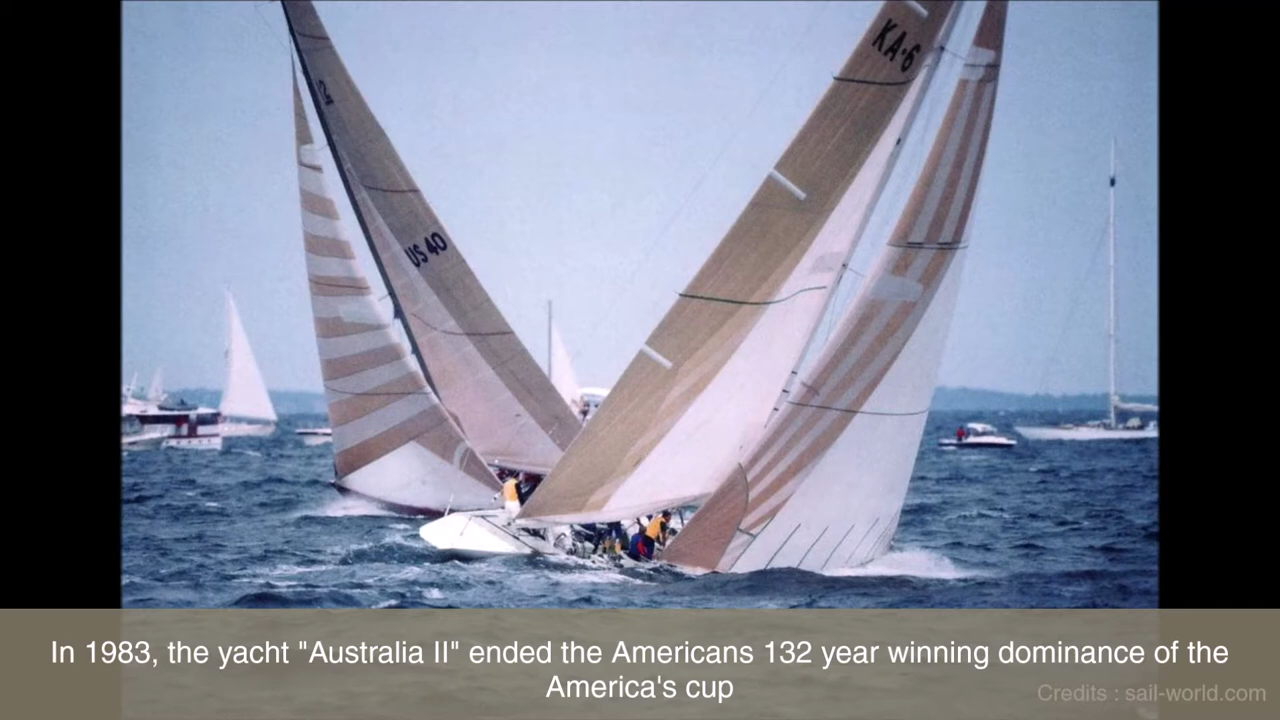 KA-6
US 40
In 1983, the yacht "Australia II" ended the Americans 132 year winning dominance of the
America's cup
Credits : sail-world.com